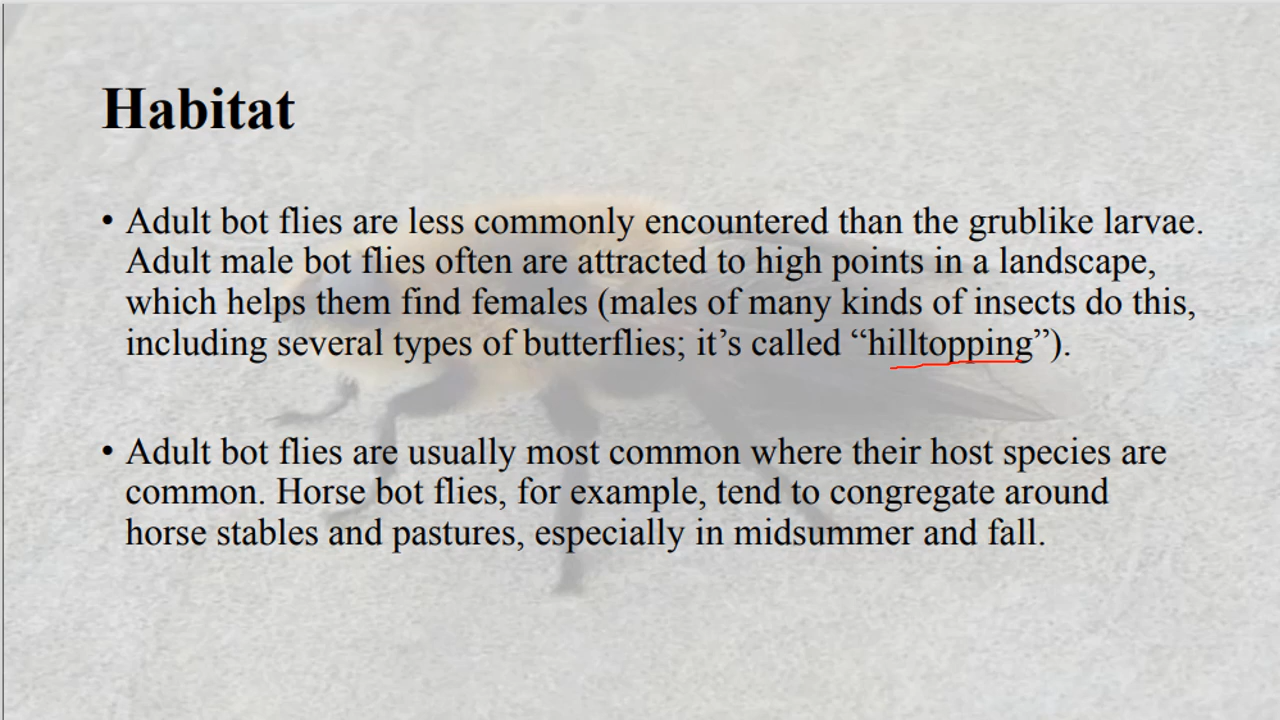 Habitat
• Adult bot flies are less commonly encountered than the grublike larvae.
Adult male bot flies often are attracted to high points in a landscape,
which helps them find females (males of many kinds of insects do this,
including several types of butterflies; it’s called “hilltopping”).
• Adult bot flies are usually most common where their host species are
common. Horse bot flies, for example, tend to congregate around
horse stables and pastures, especially in midsummer and fall.